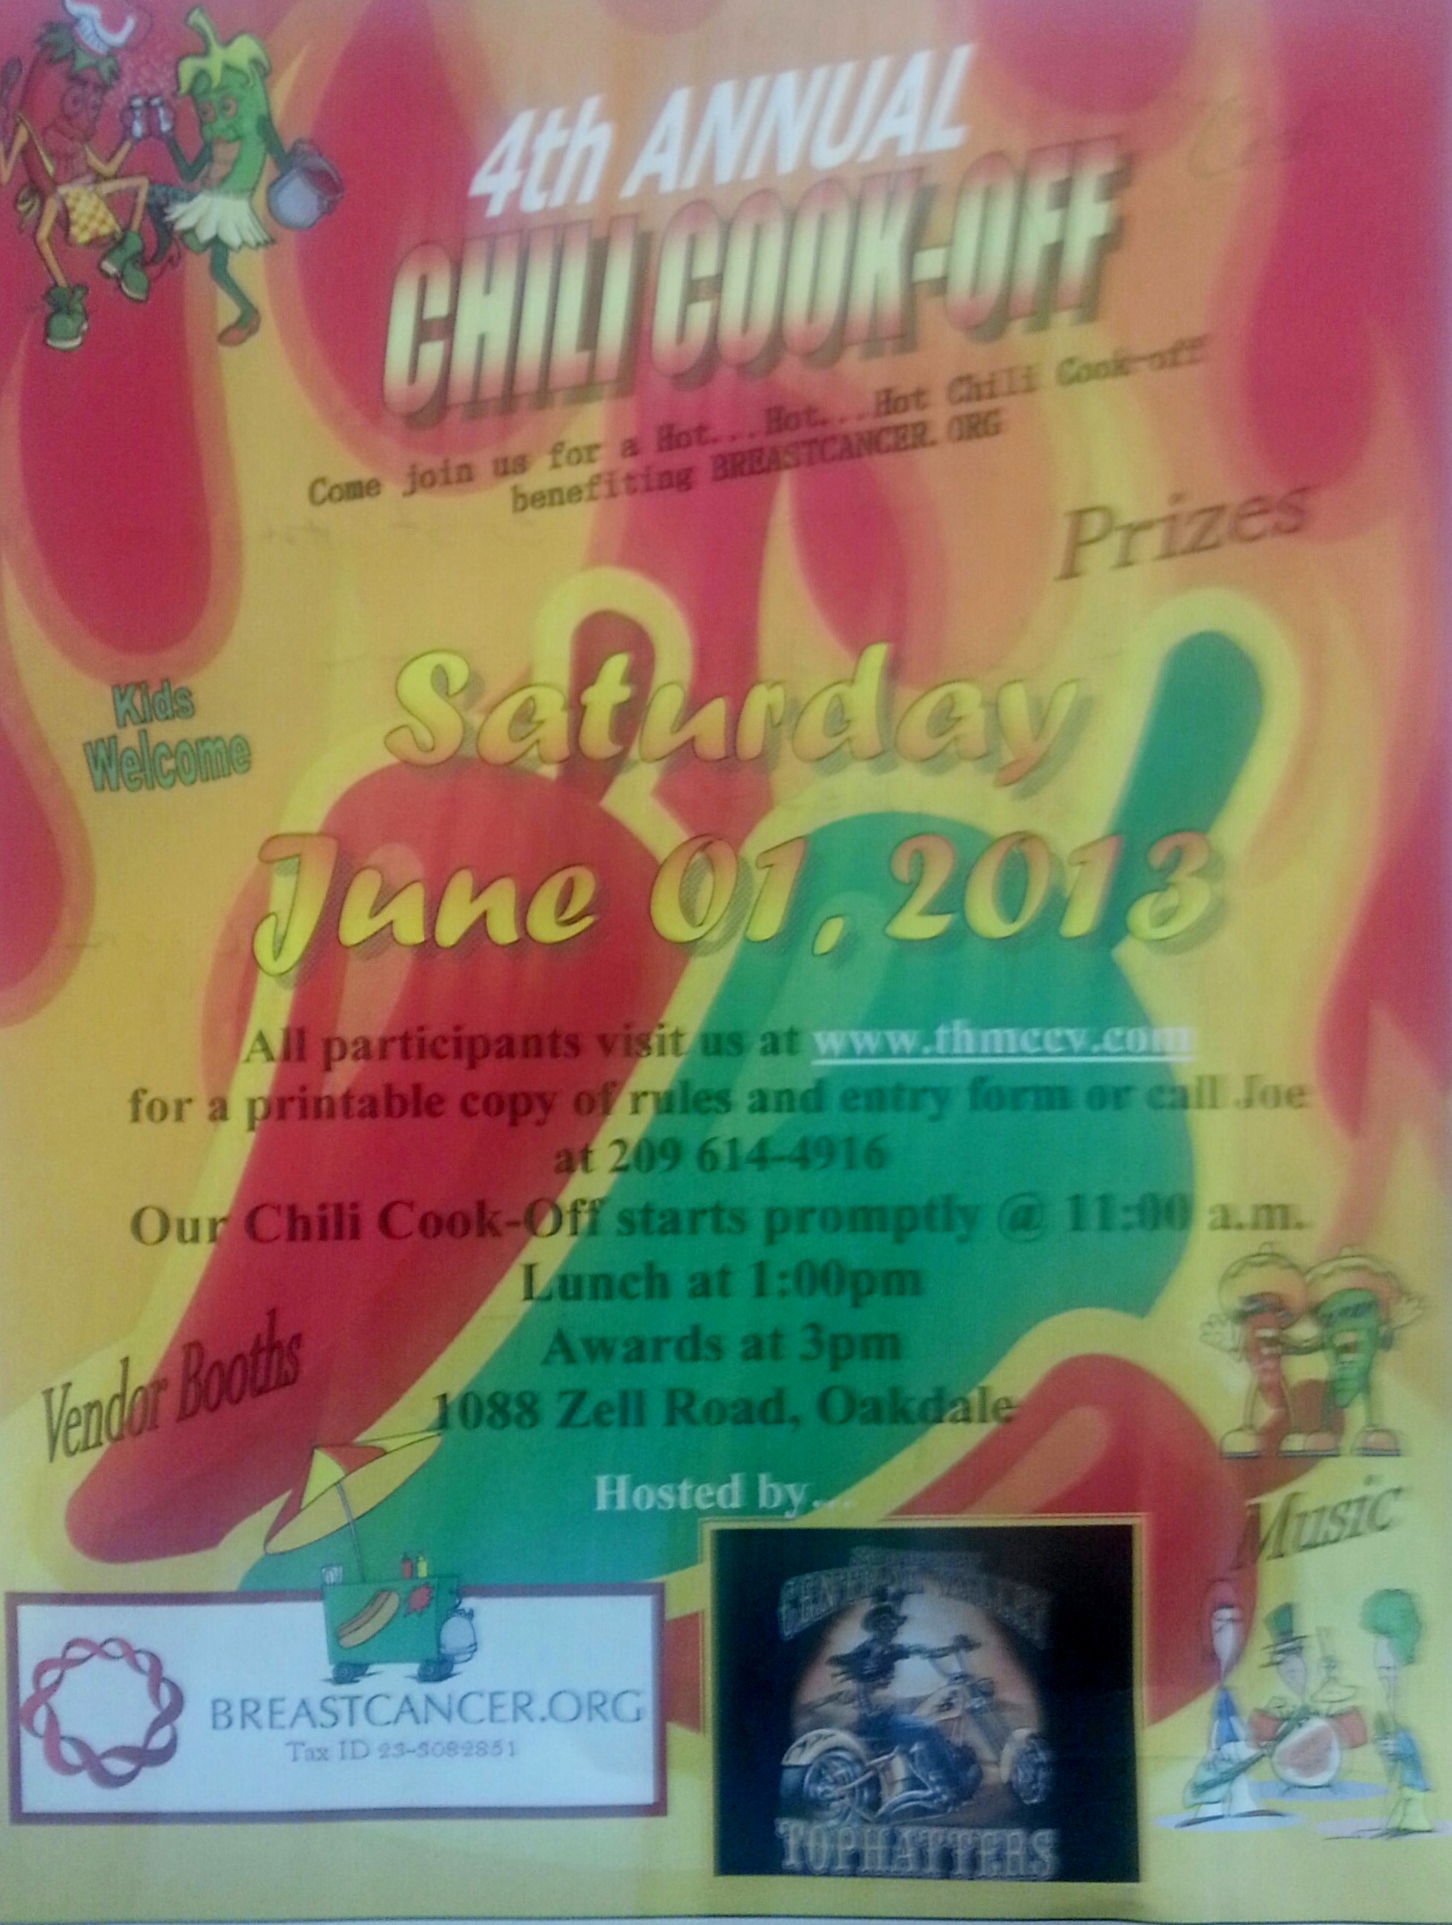 4th ANNUAL
CHILI COOK-OFF
Come join us for a Hot...Hot...Hot Chili Cook-off
benefiting BREASTCANCER.ORG
Prizes
Kids
Welcome
Saturday
June 01, 2013
All participants visit us at www.thmccv.com
for a printable copy of rules and entry form or call Joe
at 209 614-4916
Our Chili Cook-Off starts promptly @ 11:00 a.m.
Lunch at 1:00pm
Awards at 3pm
1088 Zell Road, Oakdale
Vendor Booths
Hosted by...
Music
BREASTCANCER.ORG
Tax ID 23-3082851
CENTRAL VALLEY
TOPHATTERS